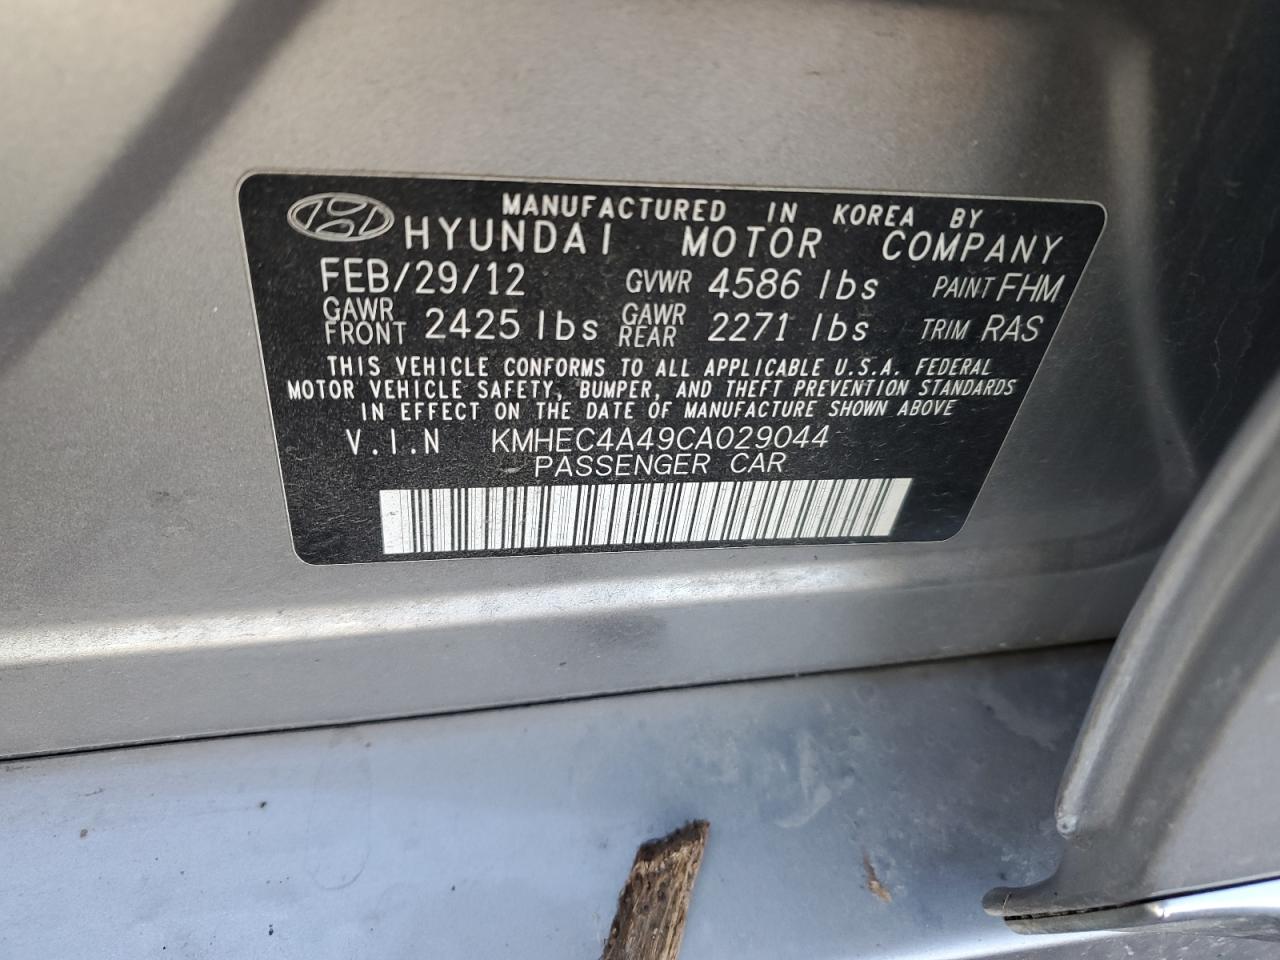 MANUFACTURED IN KOREA BY
HYUNDAI MOTOR COMPANY
FEB/29/12 GVWR 4586 lbs PAINT FHM
GAWR FRONT 2425 lbs GAWR REAR 2271 lbs TRIM RAS
THIS VEHICLE CONFORMS TO ALL APPLICABLE U.S.A. FEDERAL
MOTOR VEHICLE SAFETY, BUMPER, AND THEFT PREVENTION STANDARDS
IN EFFECT ON THE DATE OF MANUFACTURE SHOWN ABOVE
V.I.N KMHEC4A49CA029044
PASSENGER CAR